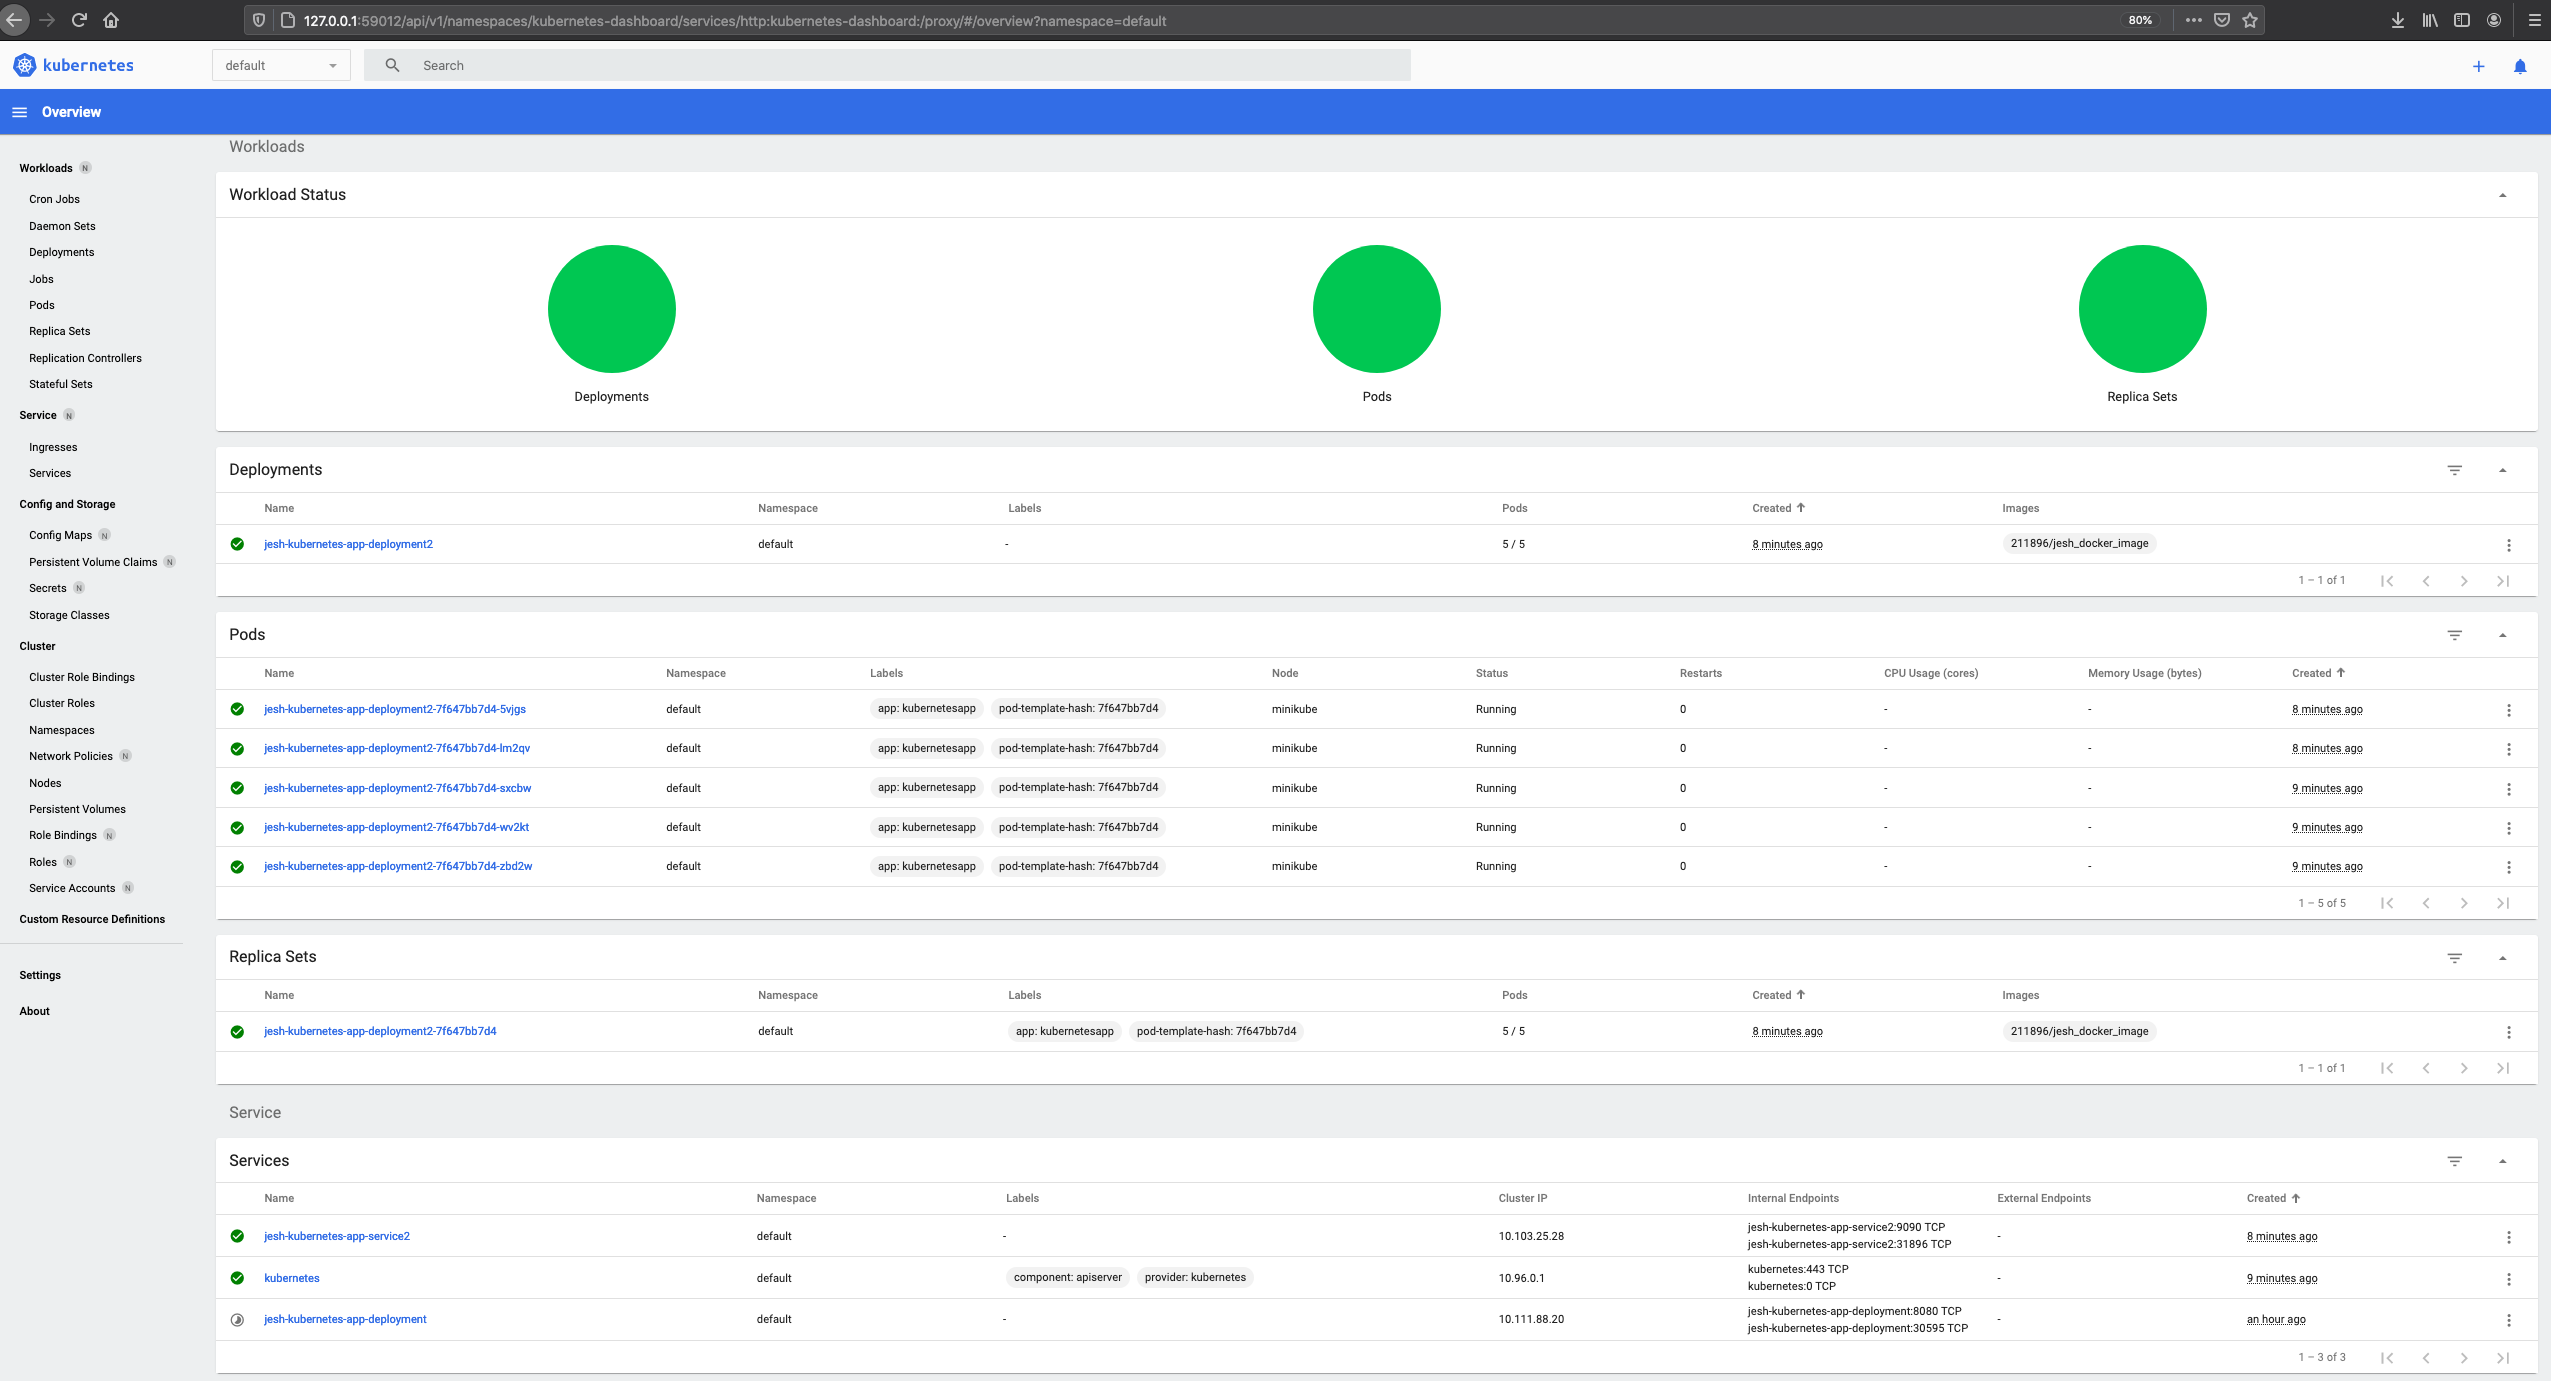 127.0.0.1:59012/api/v1/namespaces/kubernetes-dashboard/services/http:kubernetes-dashboard:/proxy/#/overview?namespace=default 80%
kubernetes default Search
Overview
Workloads N
Cron Jobs
Daemon Sets
Deployments
Jobs
Pods
Replica Sets
Replication Controllers
Stateful Sets
Service N
Ingresses
Services
Config and Storage
Config Maps N
Persistent Volume Claims N
Secrets N
Storage Classes
Cluster
Cluster Role Bindings
Cluster Roles
Namespaces
Network Policies N
Nodes
Persistent Volumes
Role Bindings N
Roles N
Service Accounts N
Custom Resource Definitions
Settings
About
Workloads
Workload Status
Deployments Pods Replica Sets
Deployments
Name Namespace Labels Pods Created Images
jesh-kubernetes-app-deployment2 default - 5 / 5 8 minutes ago 211896/jesh_docker_image
1 – 1 of 1
Pods
Name Namespace Labels Node Status Restarts CPU Usage (cores) Memory Usage (bytes) Created
jesh-kubernetes-app-deployment2-7f647bb7d4-5vjgs default app: kubernetesapp pod-template-hash: 7f647bb7d4 minikube Running 0 - - 8 minutes ago
jesh-kubernetes-app-deployment2-7f647bb7d4-lm2qv default app: kubernetesapp pod-template-hash: 7f647bb7d4 minikube Running 0 - - 8 minutes ago
jesh-kubernetes-app-deployment2-7f647bb7d4-sxcbw default app: kubernetesapp pod-template-hash: 7f647bb7d4 minikube Running 0 - - 9 minutes ago
jesh-kubernetes-app-deployment2-7f647bb7d4-wv2kt default app: kubernetesapp pod-template-hash: 7f647bb7d4 minikube Running 0 - - 9 minutes ago
jesh-kubernetes-app-deployment2-7f647bb7d4-zbd2w default app: kubernetesapp pod-template-hash: 7f647bb7d4 minikube Running 0 - - 9 minutes ago
1 – 5 of 5
Replica Sets
Name Namespace Labels Pods Created Images
jesh-kubernetes-app-deployment2-7f647bb7d4 default app: kubernetesapp pod-template-hash: 7f647bb7d4 5 / 5 8 minutes ago 211896/jesh_docker_image
1 – 1 of 1
Service
Services
Name Namespace Labels Cluster IP Internal Endpoints External Endpoints Created
jesh-kubernetes-app-service2 default - 10.103.25.28 jesh-kubernetes-app-service2:9090 TCP - 8 minutes ago
jesh-kubernetes-app-service2:31896 TCP
kubernetes default component: apiserver provider: kubernetes 10.96.0.1 kubernetes:443 TCP - 9 minutes ago
kubernetes:0 TCP
jesh-kubernetes-app-deployment default - 10.111.88.20 jesh-kubernetes-app-deployment:8080 TCP - an hour ago
jesh-kubernetes-app-deployment:30595 TCP
1 – 3 of 3